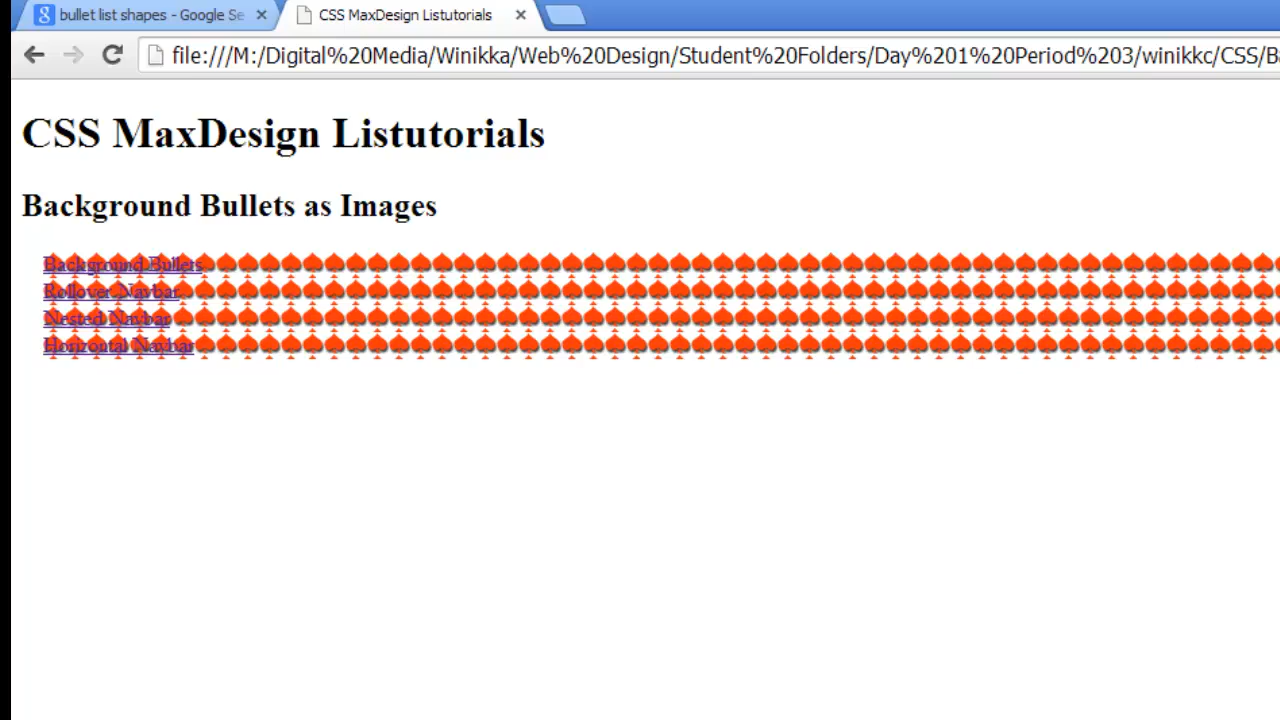 bullet list shapes - Google Se
CSS MaxDesign Listutorials
file:///M:/Digital%20Media/Winikka/Web%20Design/Student%20Folders/Day%201%20Period%203/winikkc/CSS/B
CSS MaxDesign Listutorials
Background Bullets as Images
Background Bullets
Rollover Navbar
Nested Navbar
Horizontal Navbar